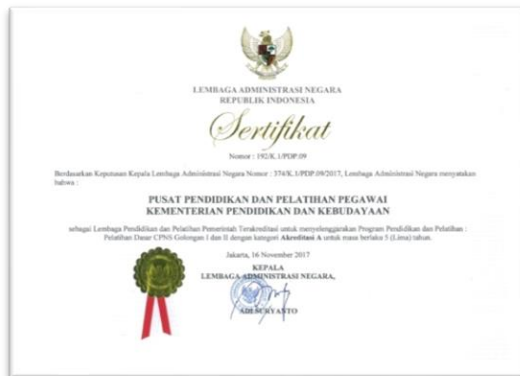 LEMBAGA ADMINISTRASI NEGARA
REPUBLIK INDONESIA
Sertifikat
Nomor : 192/K.1/PDP.09
Berdasarkan Keputusan Kepala Lembaga Administrasi Negara Nomor : 374/K.1/PDP.09/2017, Lembaga Administrasi Negara menyatakan
bahwa :
PUSAT PENDIDIKAN DAN PELATIHAN PEGAWAI
KEMENTERIAN PENDIDIKAN DAN KEBUDAYAAN
sebagai Lembaga Pendidikan dan Pelatihan Pemerintah Terakreditasi untuk menyelenggarakan Program Pendidikan dan Pelatihan :
Pelatihan Dasar CPNS Golongan I dan II dengan kategori Akreditasi A untuk masa berlaku 5 (Lima) tahun.
Jakarta, 16 November 2017
KEPALA
LEMBAGA ADMINISTRASI NEGARA,
ADI SURYANTO